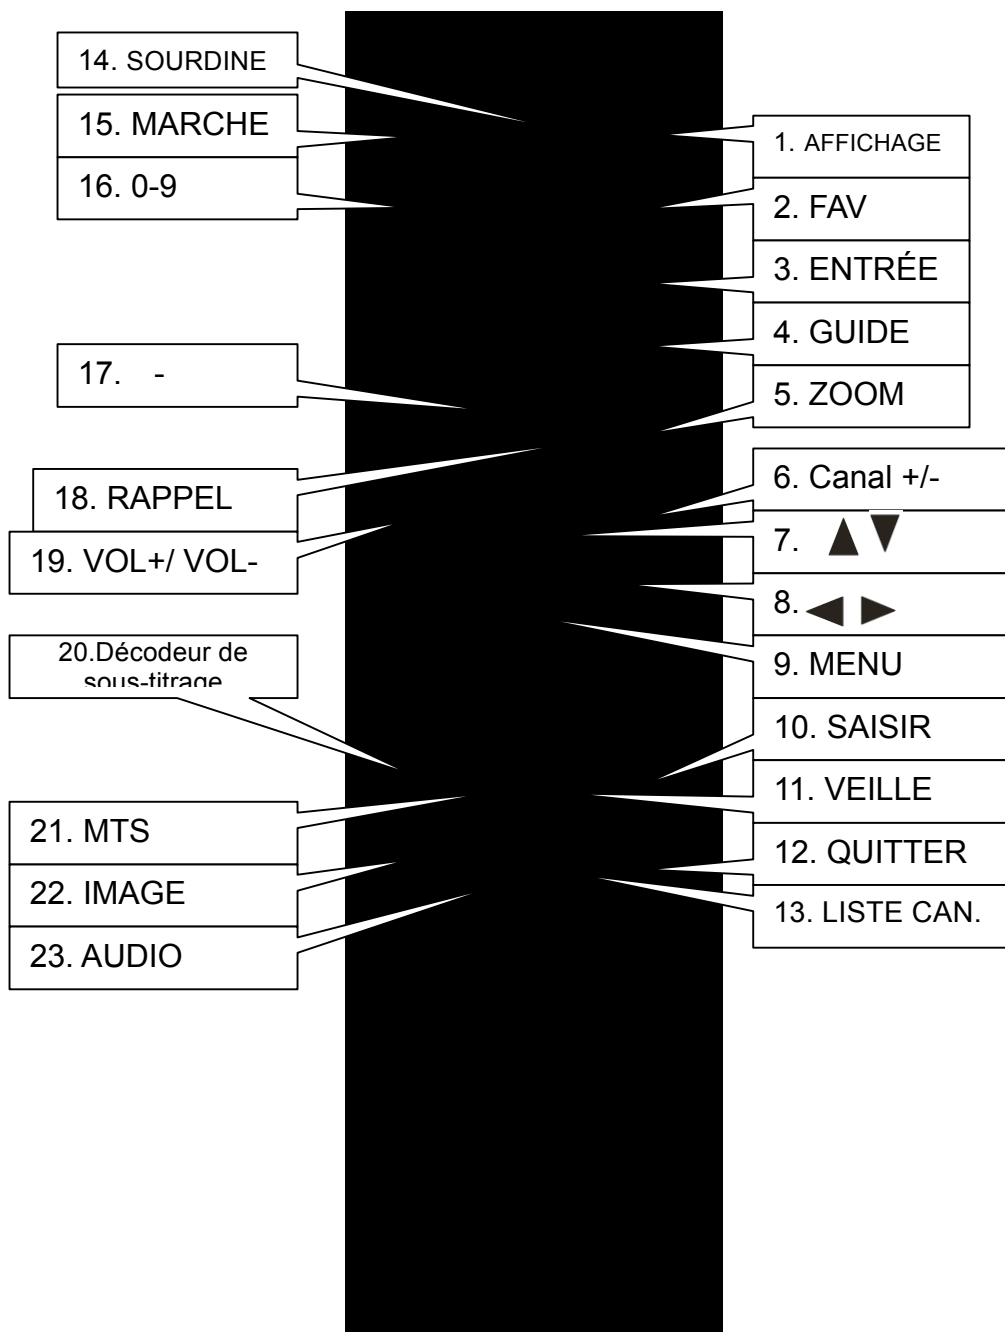 14. SOURDINE
15. MARCHE
16. 0-9
17. -
18. RAPPEL
19. VOL+/ VOL-
20.Décodeur de
sous-titrage
21. MTS
22. IMAGE
23. AUDIO
1. AFFICHAGE
2. FAV
3. ENTRÉE
4. GUIDE
5. ZOOM
6. Canal +/-
7. ▲ ▼
8. ◀ ▶
9. MENU
10. SAISIR
11. VEILLE
12. QUITTER
13. LISTE CAN.